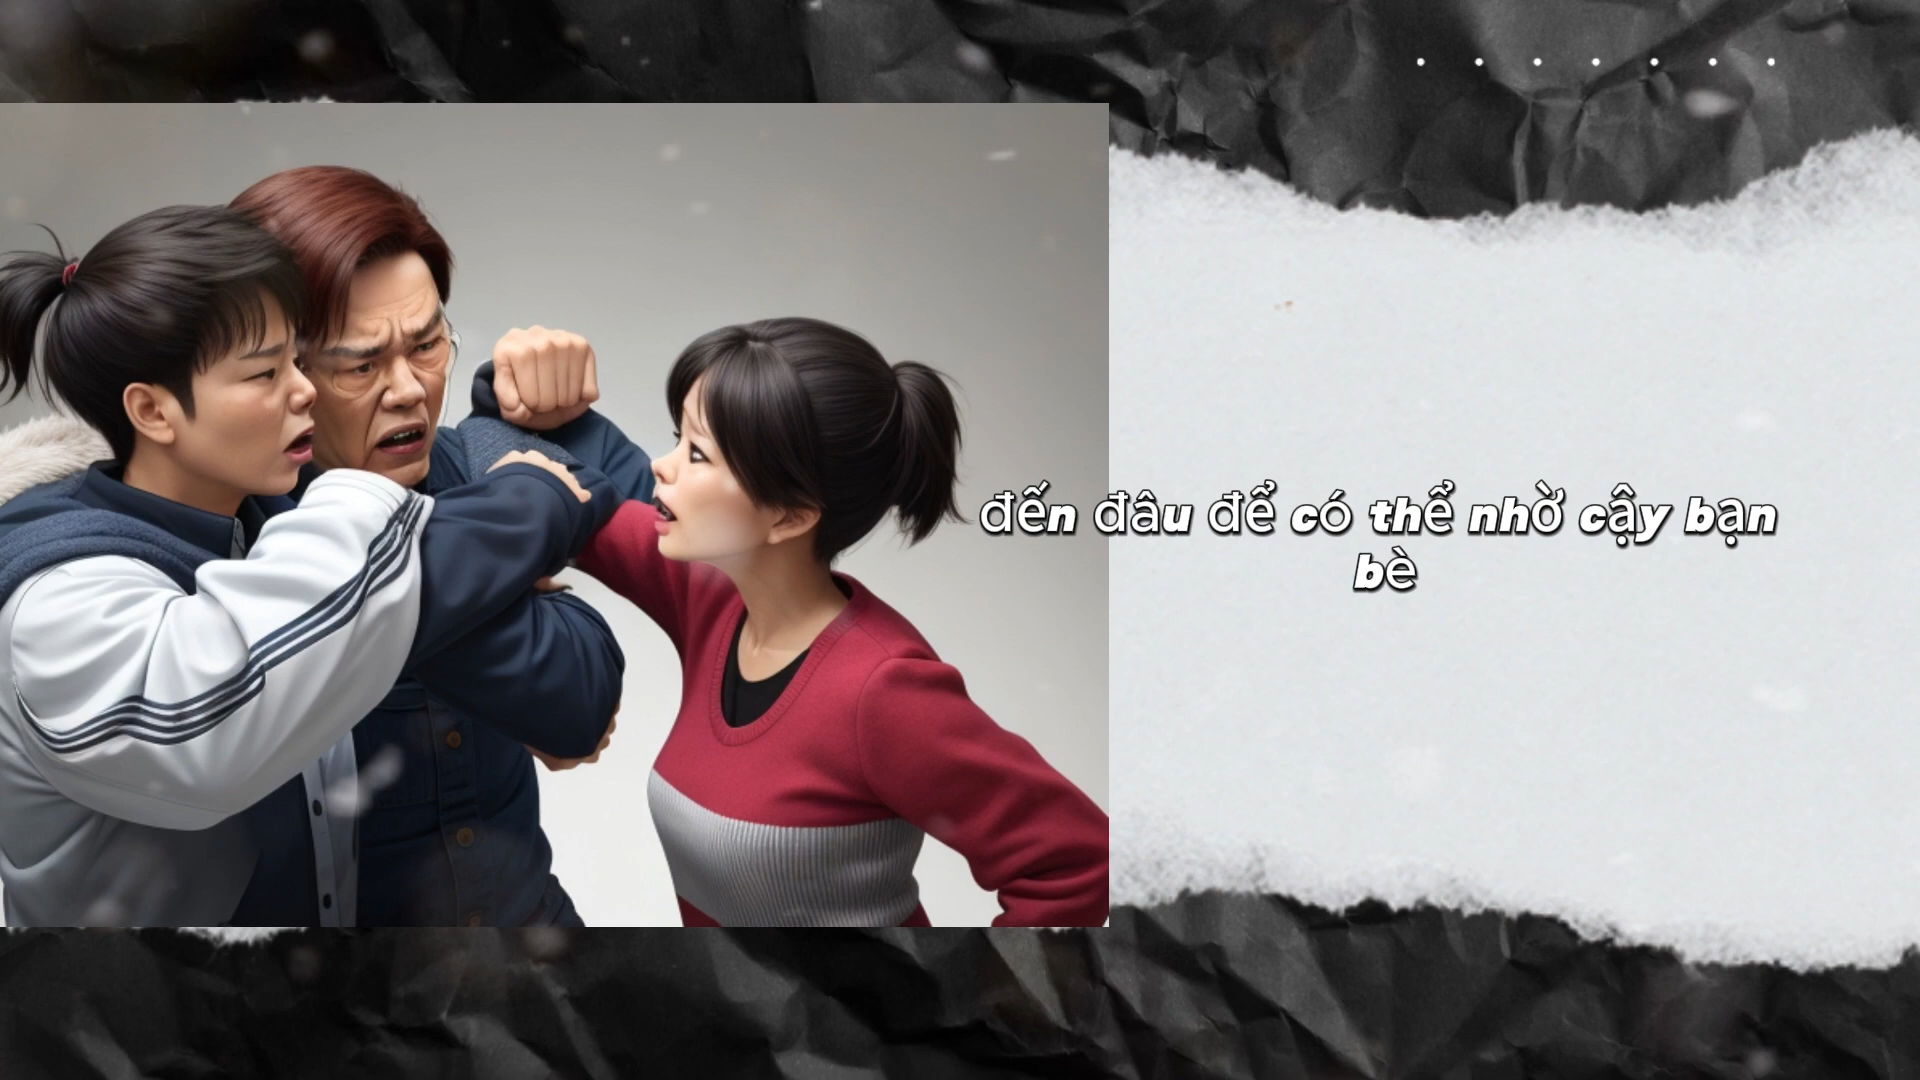 đến đâu để có thể nhờ cậy bạn
bè